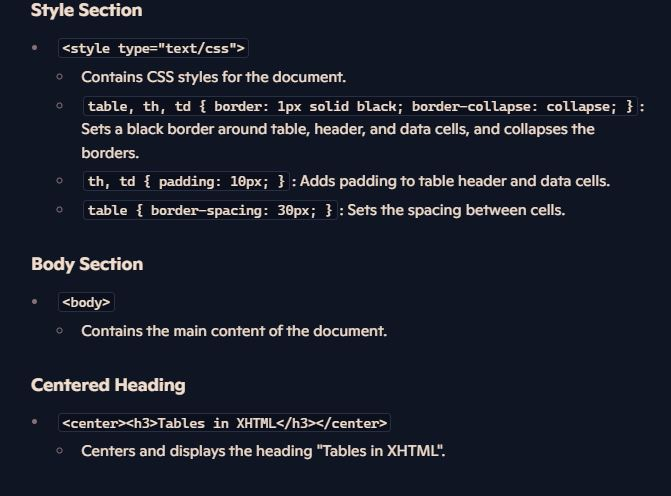 Style Section
<style type="text/css">
Contains CSS styles for the document.
table, th, td { border: 1px solid black; border-collapse: collapse; } :
Sets a black border around table, header, and data cells, and collapses the
borders.
th, td { padding: 10px; } : Adds padding to table header and data cells.
table { border-spacing: 30px; } : Sets the spacing between cells.
Body Section
<body>
Contains the main content of the document.
Centered Heading
<center><h3>Tables in XHTML</h3></center>
Centers and displays the heading "Tables in XHTML".